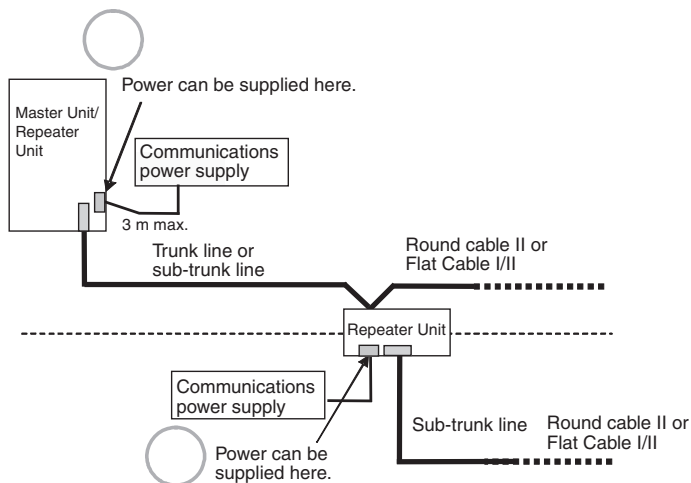 Power can be supplied here.
Master Unit/
Repeater
Unit
Communications
power supply
3 m max.
Trunk line or
sub-trunk line
Round cable II or
Flat Cable I/II
Repeater Unit
Communications
power supply
Sub-trunk line
Round cable II or
Flat Cable I/II
Power can be
supplied here.